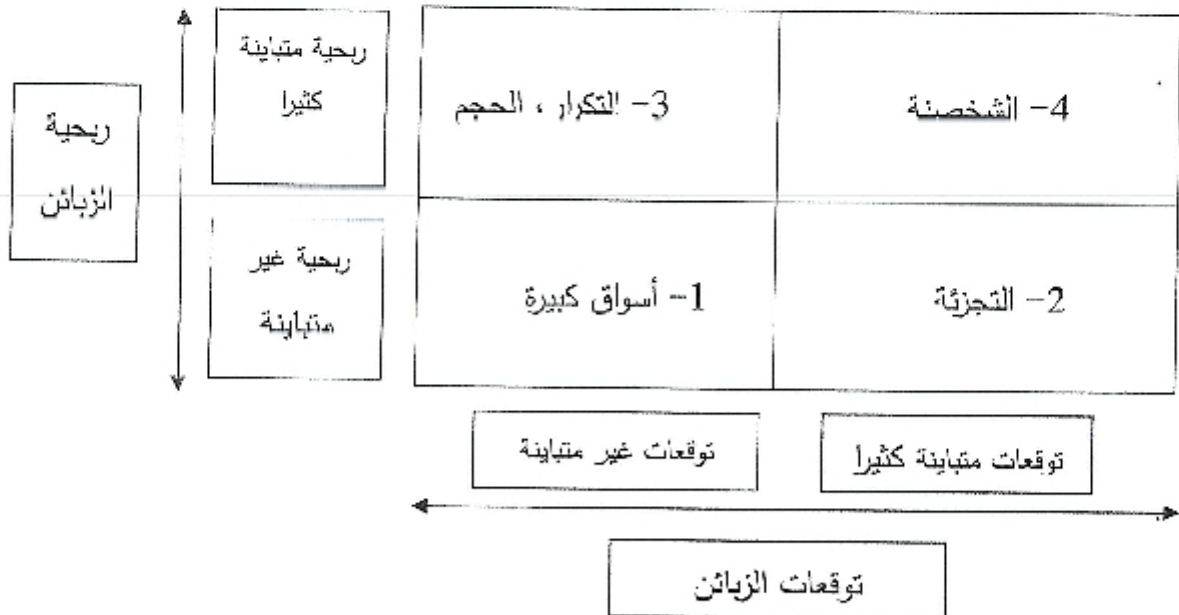 ربحية متباينة
كثيرا
3- التكرار ، الحجم
4- الشخصنة
ربحية
الزبائن
ربحية غير
متباينة
1- أسواق كبيرة
2- التجزئة
توقعات غير متباينة
توقعات متباينة كثيرا
توقعات الزبائن